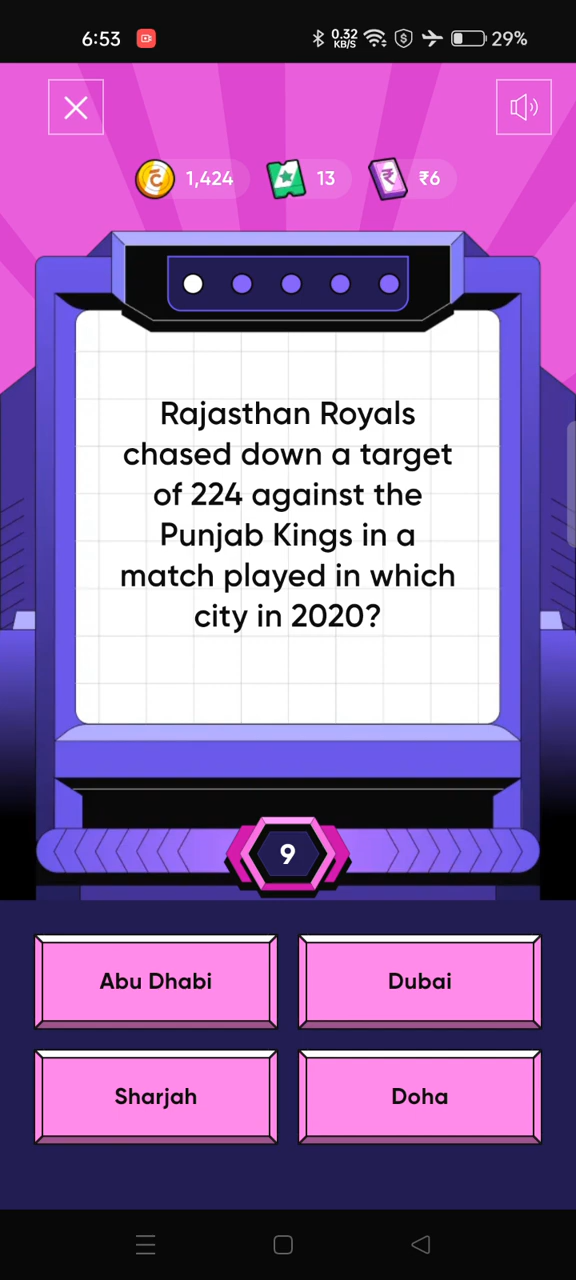 6:53 0.32 KB/S 29%
1,424 13 ₹6
Rajasthan Royals
chased down a target
of 224 against the
Punjab Kings in a
match played in which
city in 2020?
9
Abu Dhabi Dubai
Sharjah Doha